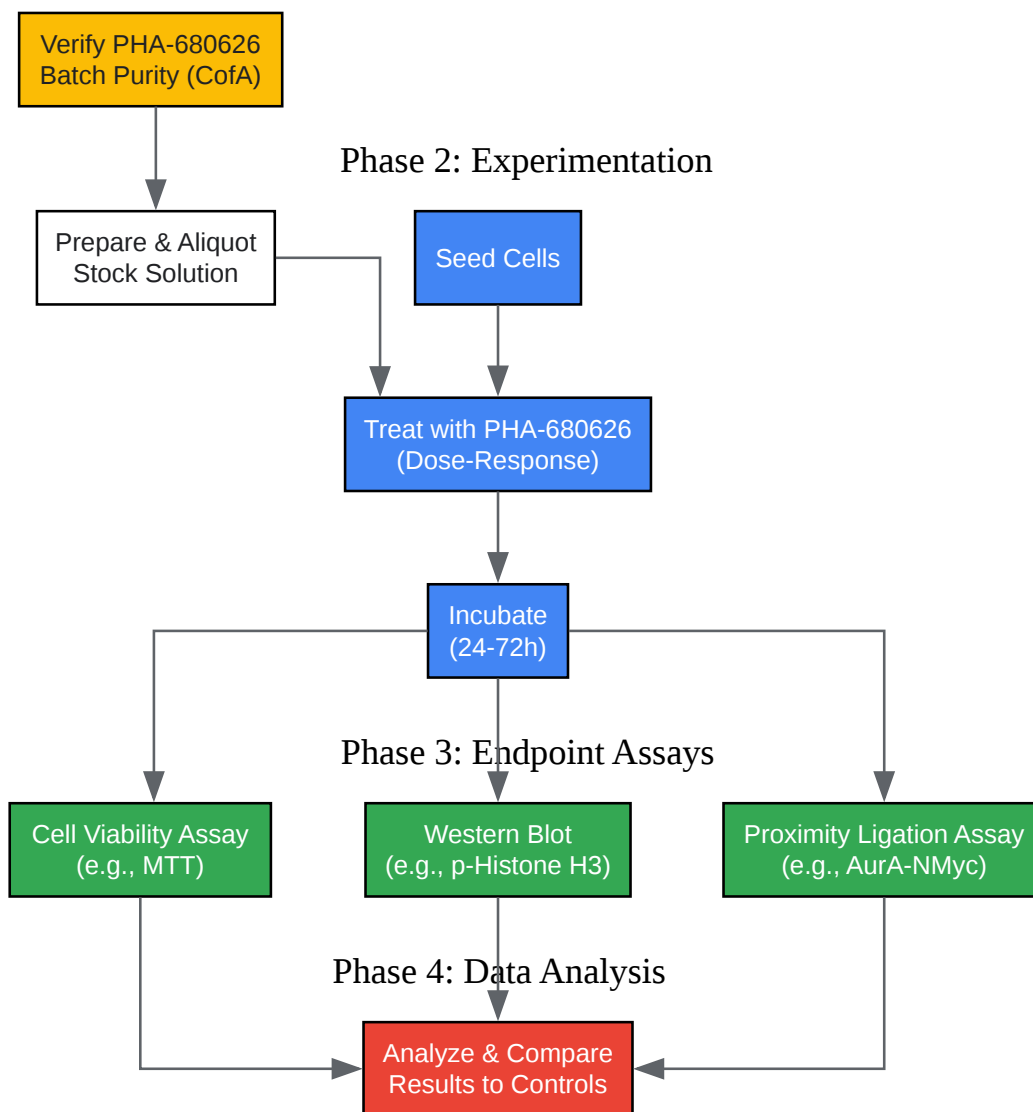 Verify PHA-680626
Batch Purity (CofA)
Phase 2: Experimentation
Prepare & Aliquot
Stock Solution
Seed Cells
Treat with PHA-680626
(Dose-Response)
Incubate
(24-72h)
Phase 3: Endpoint Assays
Cell Viability Assay
(e.g., MTT)
Western Blot
(e.g., p-Histone H3)
Proximity Ligation Assay
(e.g., AurA-NMyc)
Phase 4: Data Analysis
Analyze & Compare
Results to Controls